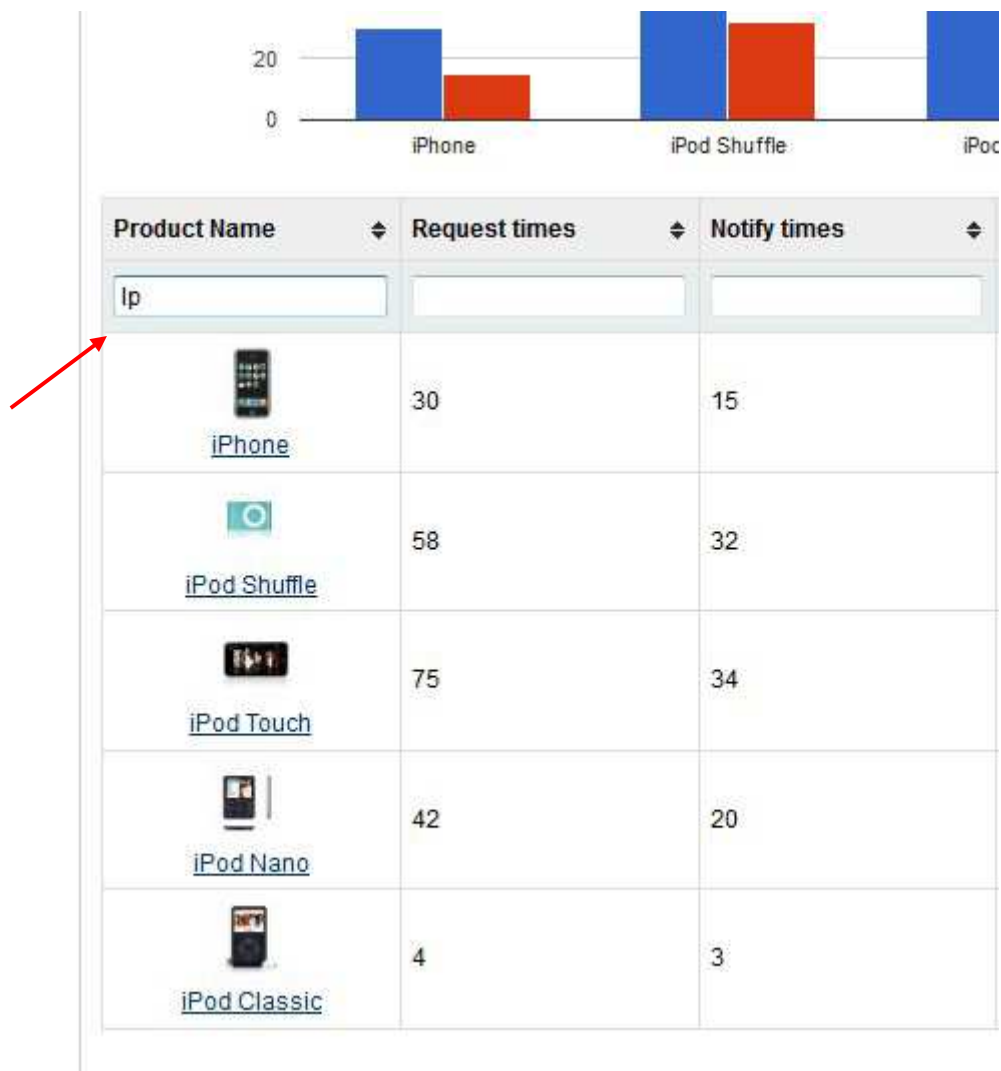 20
0
iPhone iPod Shuffle
Product Name Request times Notify times
Ip
30 15
iPhone
58 32
iPod Shuffle
75 34
iPod Touch
42 20
iPod Nano
4 3
iPod Classic